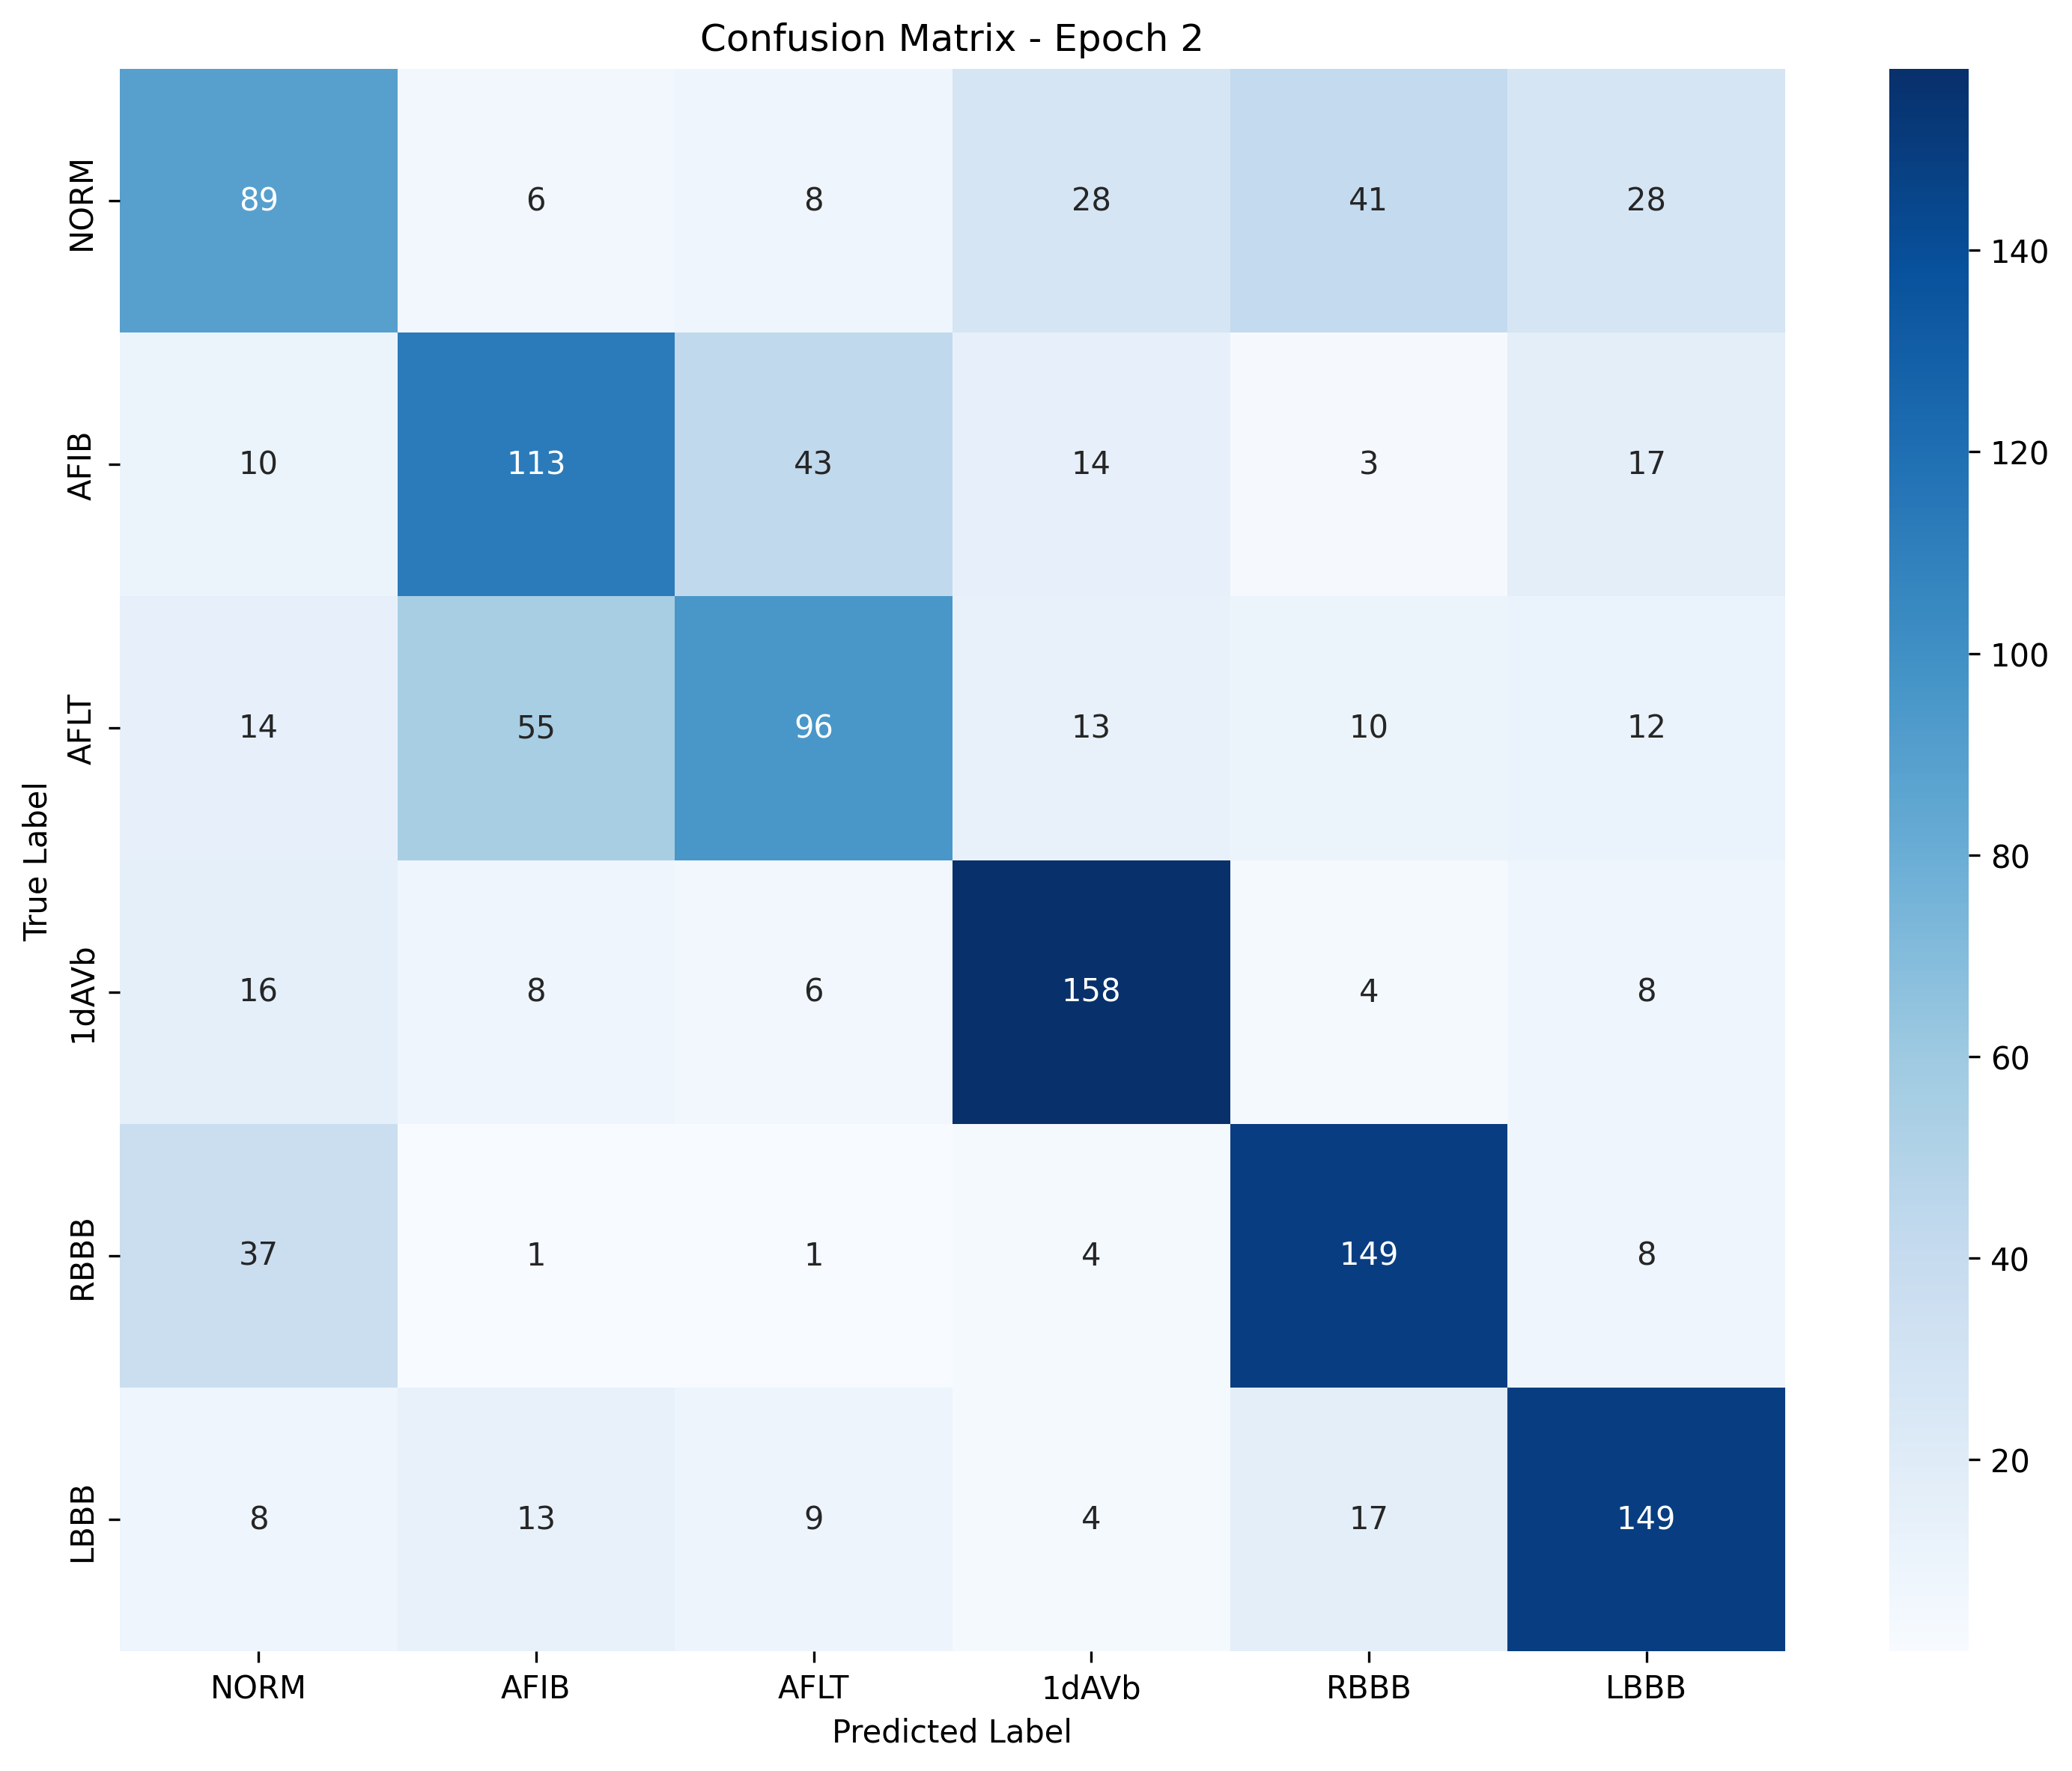 Confusion Matrix - Epoch 2
True Label
NORM 89 6 8 28 41 28
AFIB 10 113 43 14 3 17
AFLT 14 55 96 13 10 12
1dAVb 16 8 6 158 4 8
RBBB 37 1 1 4 149 8
LBBB 8 13 9 4 17 149
NORM AFIB AFLT 1dAVb RBBB LBBB
Predicted Label
140
120
100
80
60
40
20